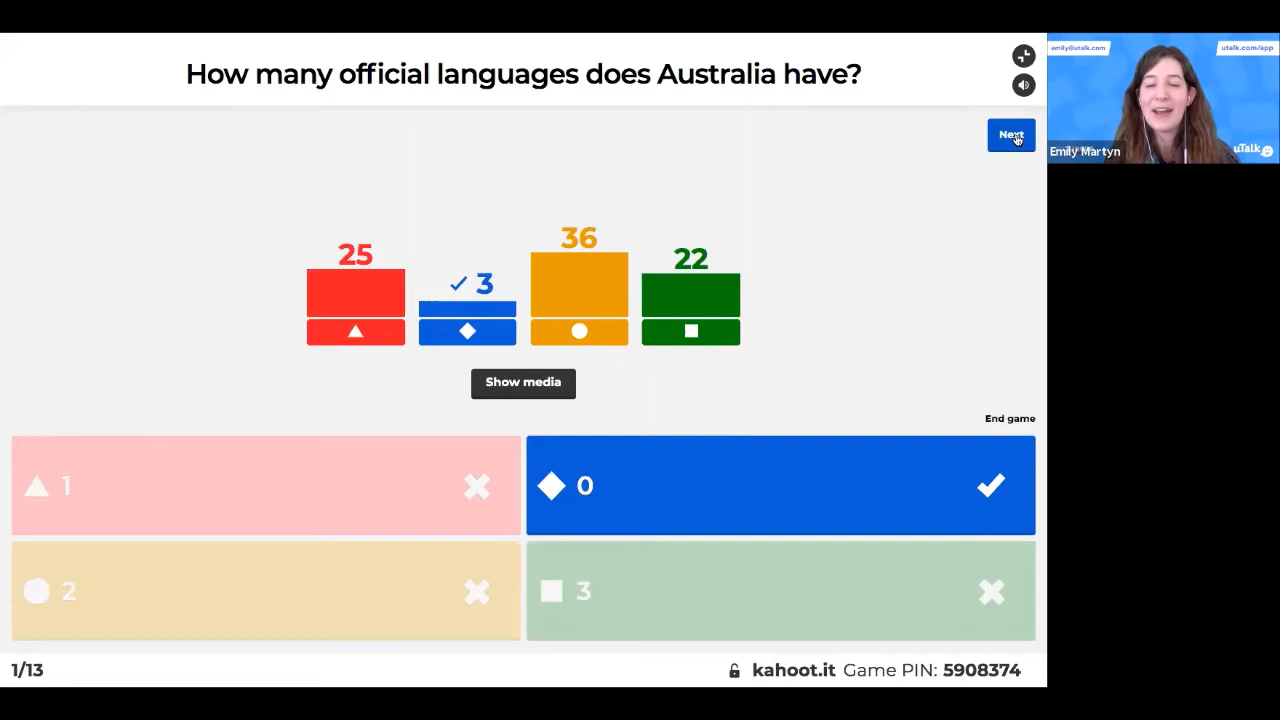 How many official languages does Australia have?
emily@utalk.com
utalk.com/app
Emily Martyn
uTalk
Next
25
3
36
22
Show media
End game
1
0
2
3
1/13
kahoot.it Game PIN: 5908374